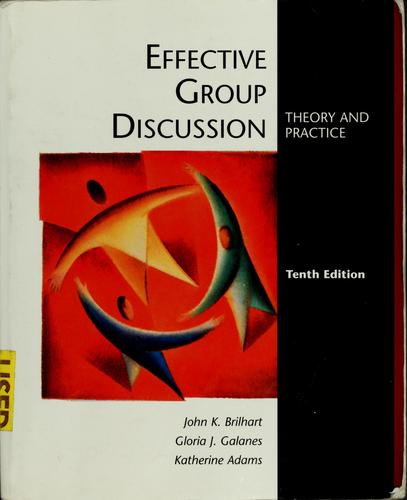 EFFECTIVE
GROUP
DISCUSSION
THEORY AND
PRACTICE
Tenth Edition
John K. Brilhart
Gloria J. Galanes
Katherine Adams
USED